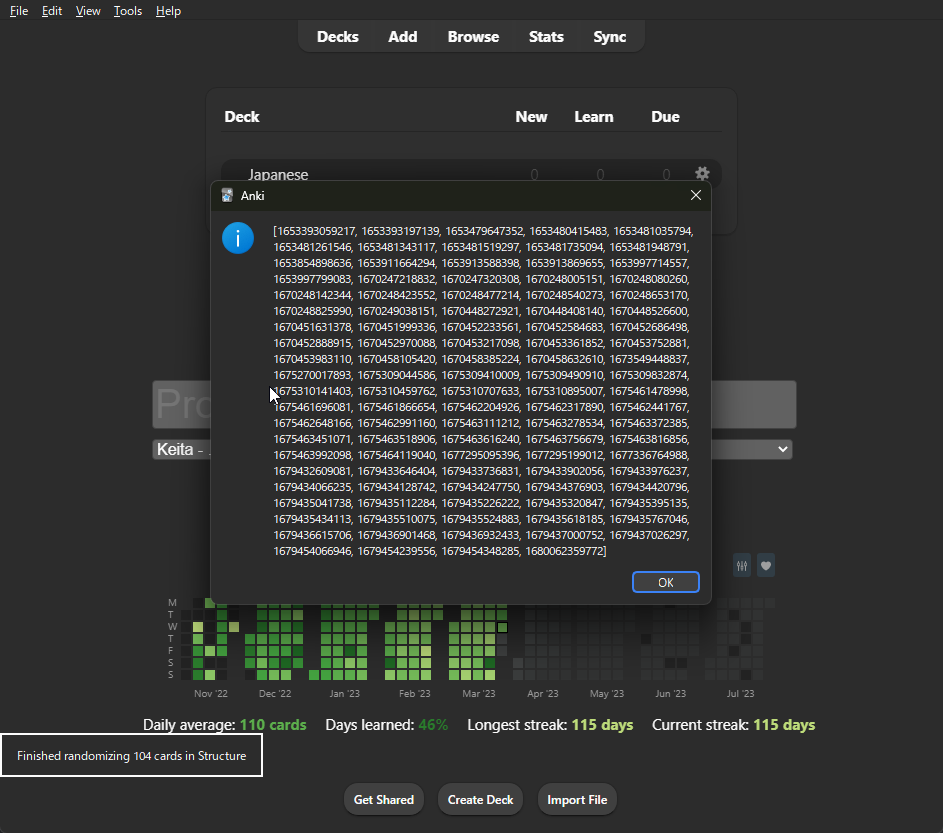 File Edit View Tools Help
Decks Add Browse Stats Sync
Deck New Learn Due
Japanese 0 0 0
Anki
[1653393059217, 1653393197139, 1653479647352, 1653480415483, 1653481035794,
1653481261546, 1653481343117, 1653481519297, 1653481735094, 1653481948791,
1653854898636, 1653911664294, 1653913588398, 1653913869655, 1653997714557,
1653997799083, 1670247218832, 1670247320308, 1670248005151, 1670248080260,
1670248142344, 1670248423552, 1670248477214, 1670248540273, 1670248653170,
1670248825990, 1670249038151, 1670448272921, 1670448408140, 1670448526600,
1670451631378, 1670451999336, 1670452233561, 1670452584683, 1670452686498,
1670452888915, 1670452970088, 1670453217098, 1670453361852, 1670453752881,
1670453983110, 1670458105420, 1670458385224, 1670458632610, 1673549448837,
1675270017893, 1675309044586, 1675309410009, 1675309490910, 1675309832874,
1675310141403, 1675310459762, 1675310707633, 1675310895007, 1675461478998,
1675461696081, 1675461866654, 1675462204926, 1675462317890, 1675462441767,
1675462648166, 1675462991160, 1675463111212, 1675463278534, 1675463372385,
1675463451071, 1675463518906, 1675463616240, 1675463756679, 1675463816856,
1675463992098, 1675464119040, 1677295095396, 1677295199012, 1677336764988,
1679432609081, 1679433646404, 1679433736831, 1679433902056, 1679433976237,
1679434066235, 1679434128742, 1679434247750, 1679434376903, 1679434420796,
1679435041738, 1679435112284, 1679435226222, 1679435320847, 1679435395135,
1679435434113, 1679435510075, 1679435524883, 1679435618185, 1679435767046,
1679436615706, 1679436901468, 1679436932433, 1679437000752, 1679437026297,
1679454066946, 1679454239556, 1679454348285, 1680062359772]
Keita -
OK
M
T
W
T
F
S
S
Nov '22 Dec '22 Jan '23 Feb '23 Mar '23 Apr '23 May '23 Jun '23 Jul '23
Daily average: 110 cards Days learned: 46% Longest streak: 115 days Current streak: 115 days
Finished randomizing 104 cards in Structure
Get Shared Create Deck Import File